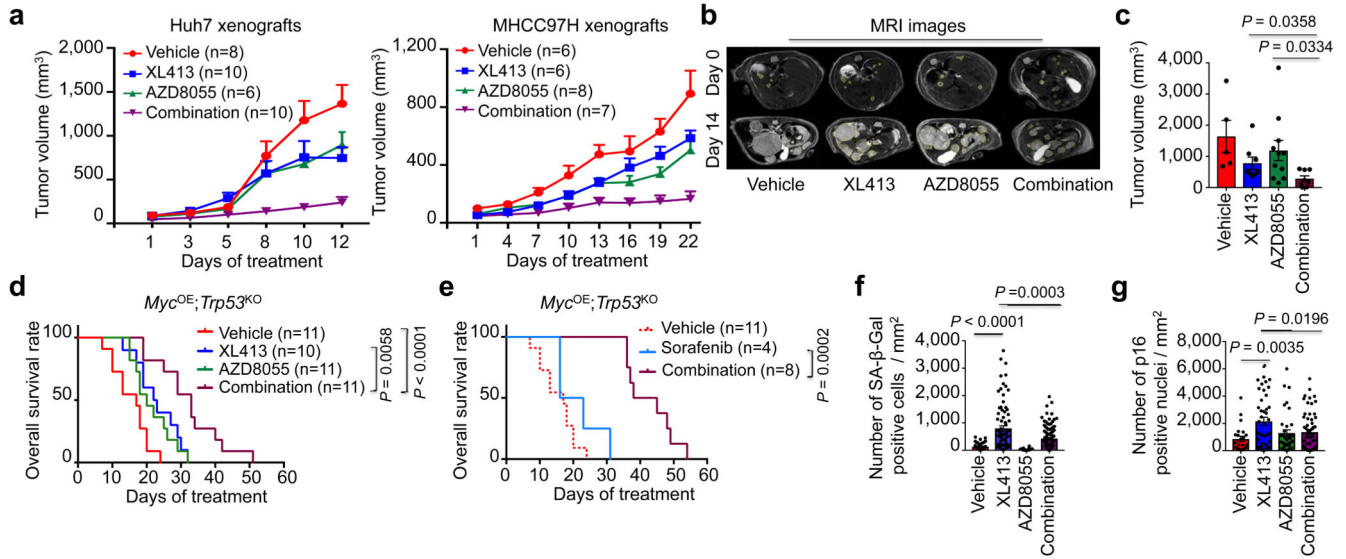 a
Huh7 xenografts
Tumor volume (mm³)
2,000
1,500
1,000
500
0
Vehicle (n=8)
XL413 (n=10)
AZD8055 (n=6)
Combination (n=10)
1 3 5 8 10 12
Days of treatment
MHCC97H xenografts
Tumor volume (mm³)
1,200
800
400
0
Vehicle (n=6)
XL413 (n=6)
AZD8055 (n=8)
Combination (n=7)
1 4 7 10 13 16 19 22
Days of treatment
b
MRI images
Day 0
Day 14
Vehicle XL413 AZD8055 Combination
c
P = 0.0358
P = 0.0334
Tumor volume (mm³)
4,000
3,000
2,000
1,000
0
Vehicle
XL413
AZD8055
Combination
d
Myc^OE;Trp53^KO
Overall survival rate
100
50
0
Vehicle (n=11)
XL413 (n=10)
AZD8055 (n=11)
Combination (n=11)
P = 0.0058
P < 0.0001
0 10 20 30 40 50 60
Days of treatment
e
Myc^OE;Trp53^KO
Overall survival rate
100
50
0
Vehicle (n=11)
Sorafenib (n=4)
Combination (n=8)
P = 0.0002
0 10 20 30 40 50 60
Days of treatment
f
P =0.0003
P < 0.0001
Number of SA-β-Gal
positive cells / mm²
4,000
3,000
2,000
1,000
0
Vehicle
XL413
AZD8055
Combination
g
P = 0.0196
P = 0.0035
Number of p16
positive nuclei / mm²
8,000
6,000
4,000
2,000
0
Vehicle
XL413
AZD8055
Combination